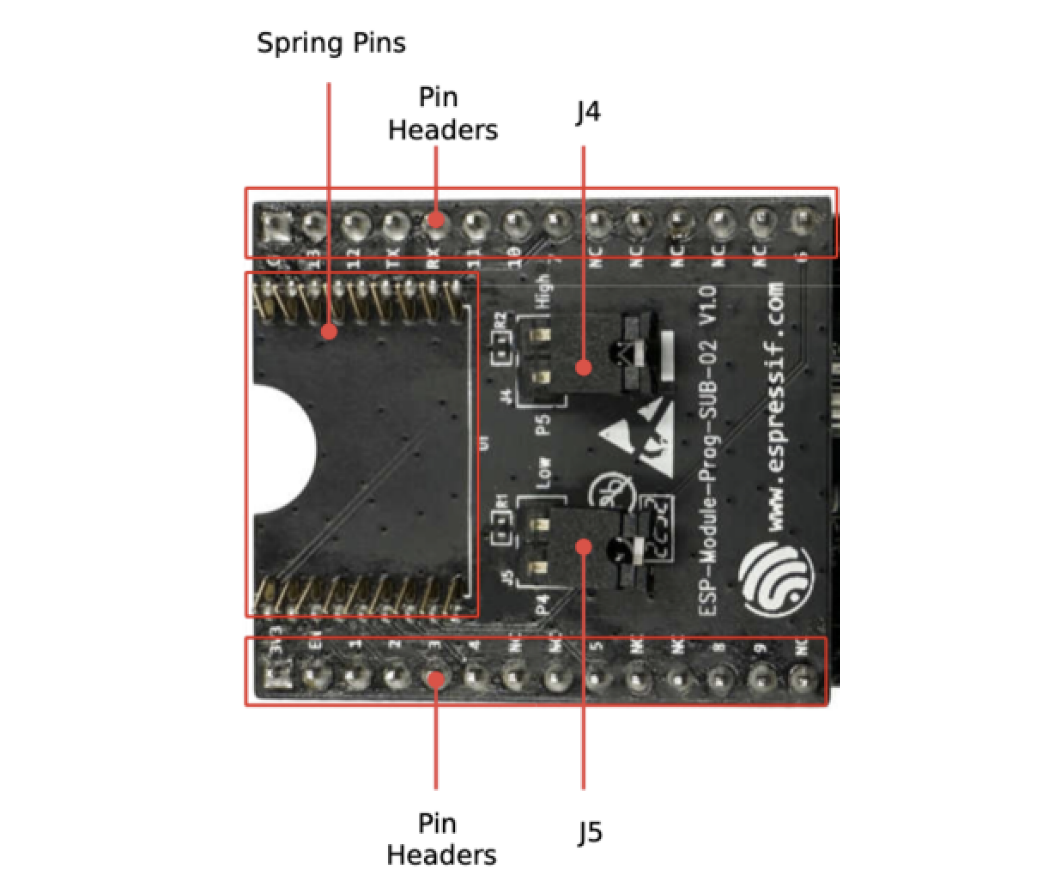 Spring Pins
Pin
Headers
J4
G
13
12
TX
RX
11
10
7
NC
NC
NC
NC
NC
6
High
R2
J4
P5
U1
Low
R1
J5
P4
ESP-Module-Prog-SUB-02 V1.0
www.espressif.com
3V3
EN
1
2
3
4
NC
NC
5
NC
NC
8
9
NC
Pin
Headers
J5